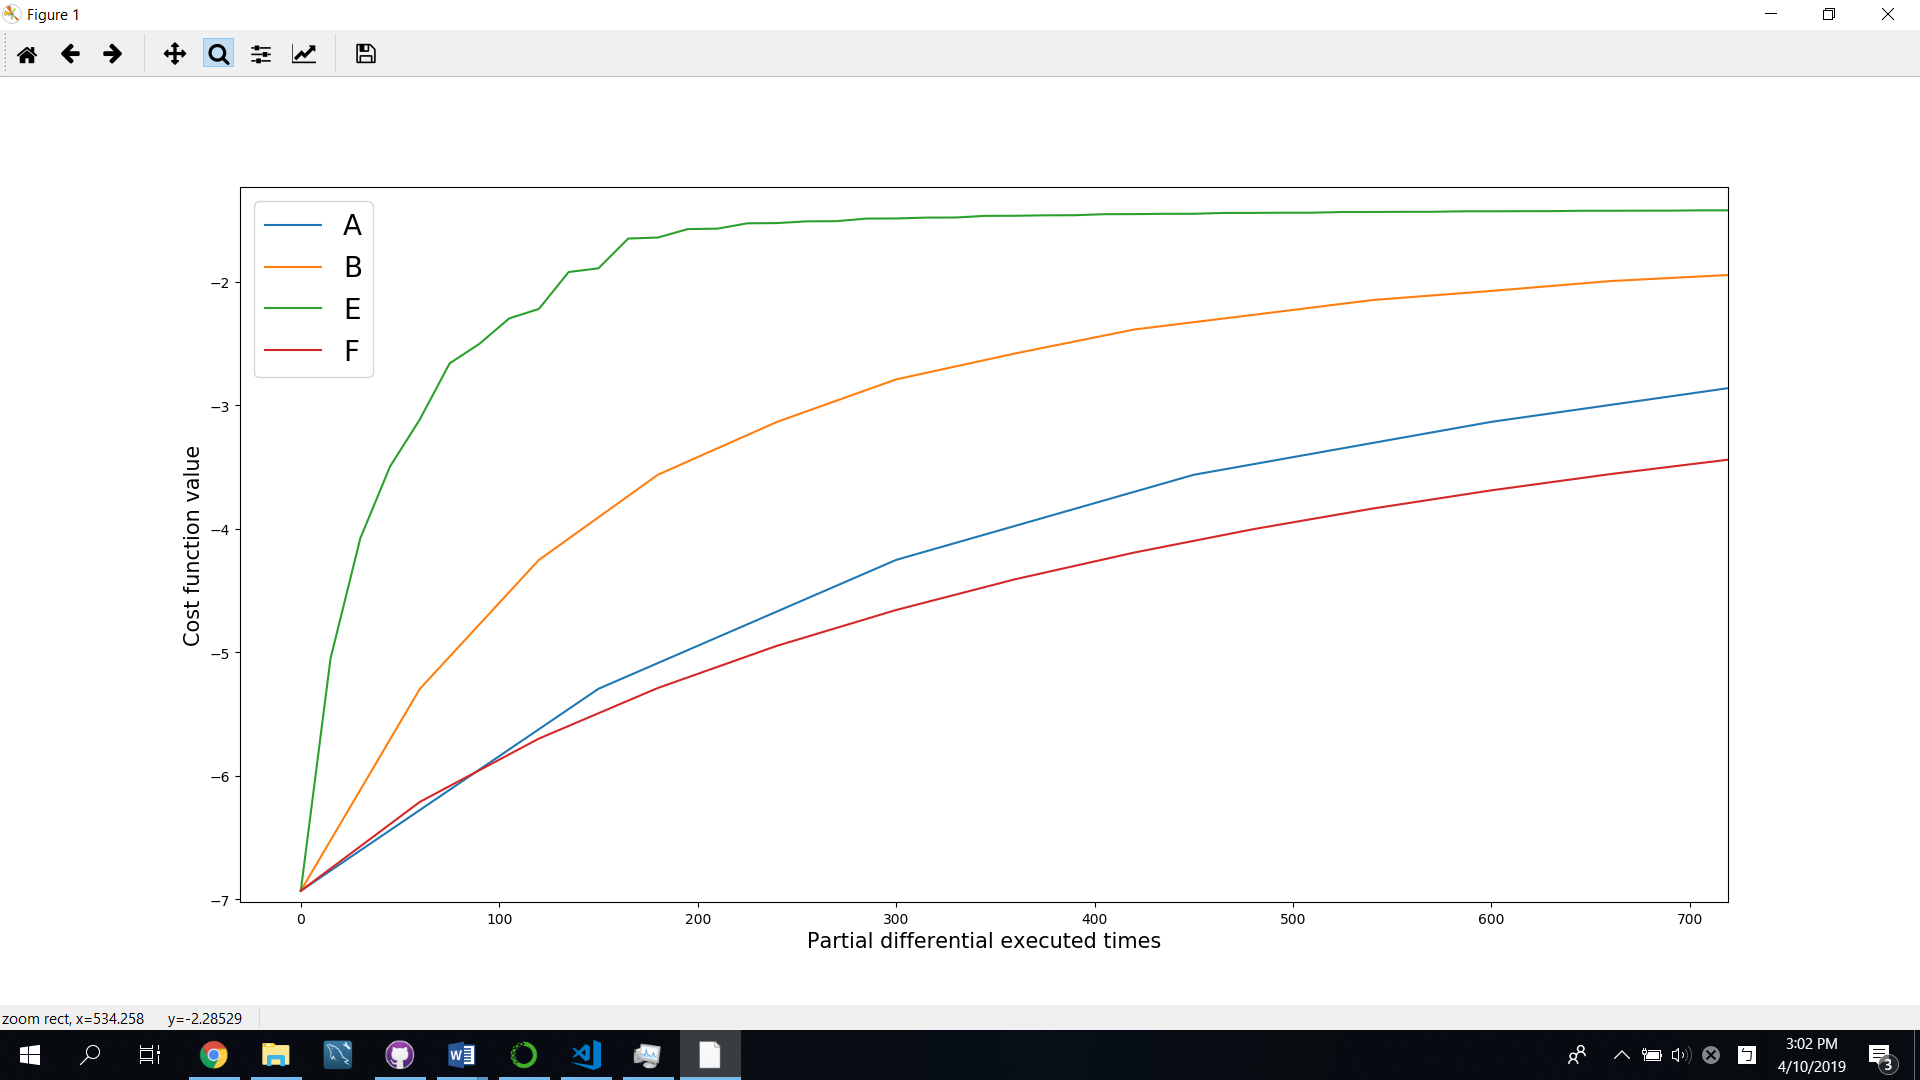 Figure 1
A
B
E
F
−2
−3
−4
−5
−6
−7
Cost function value
0 100 200 300 400 500 600 700
Partial differential executed times
zoom rect, x=534.258 y=-2.28529
W
3:02 PM
4/10/2019
3